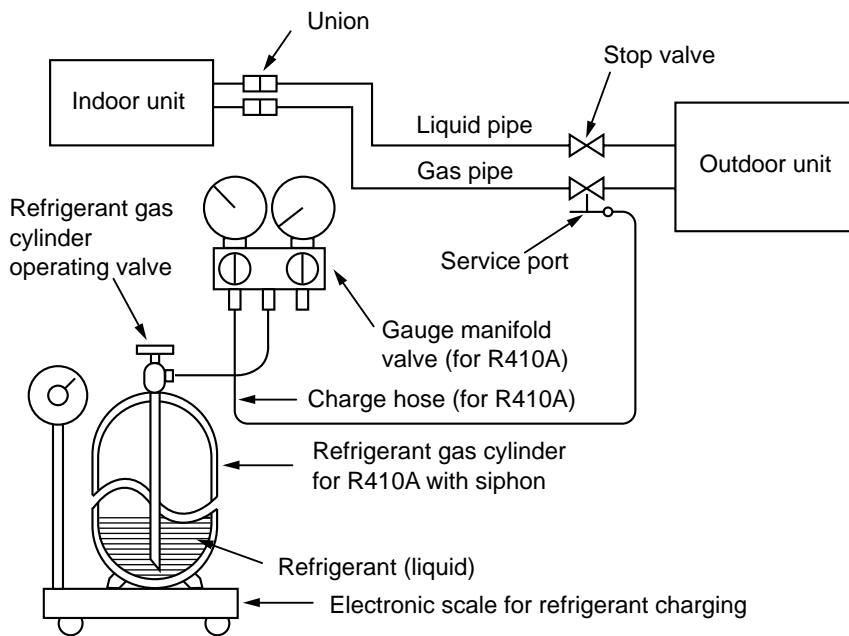 Union
Stop valve
Indoor unit
Liquid pipe
Outdoor unit
Gas pipe
Refrigerant gas
cylinder
operating valve
Service port
Gauge manifold
valve (for R410A)
Charge hose (for R410A)
Refrigerant gas cylinder
for R410A with siphon
Refrigerant (liquid)
Electronic scale for refrigerant charging